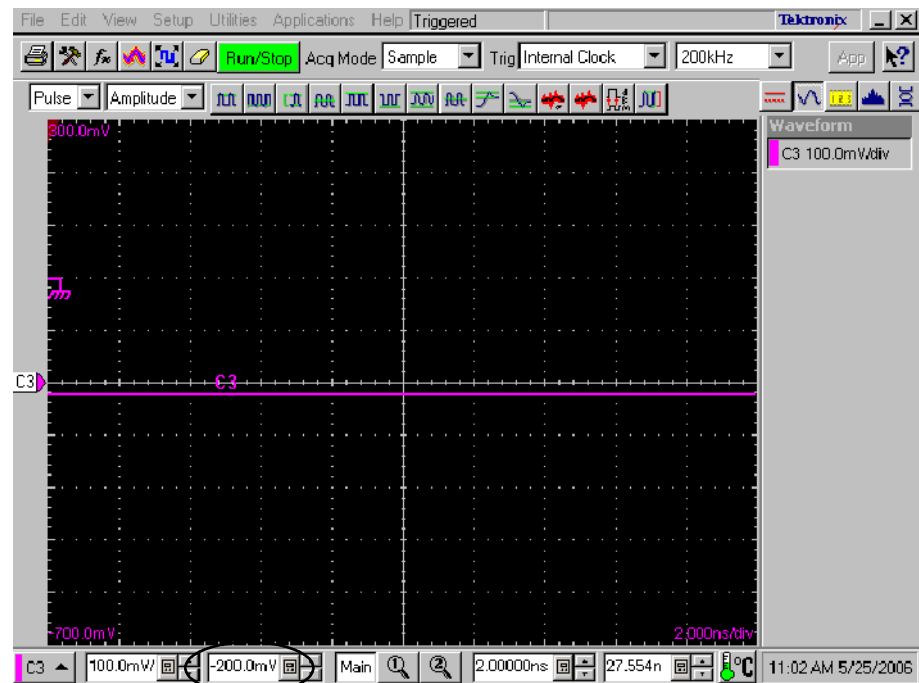 File Edit View Setup Utilities Applications Help Triggered Tektronix
Run/Stop Acq Mode Sample Trig Internal Clock 200kHz App
Pulse Amplitude
300.0mV
Waveform
C3 100.0mV/div
C3
C3
-700.0mV
2.000ns/div
C3 100.0mV/ -200.0mV Main 1 2 2.00000ns 27.554n °C 11:02 AM 5/25/2006